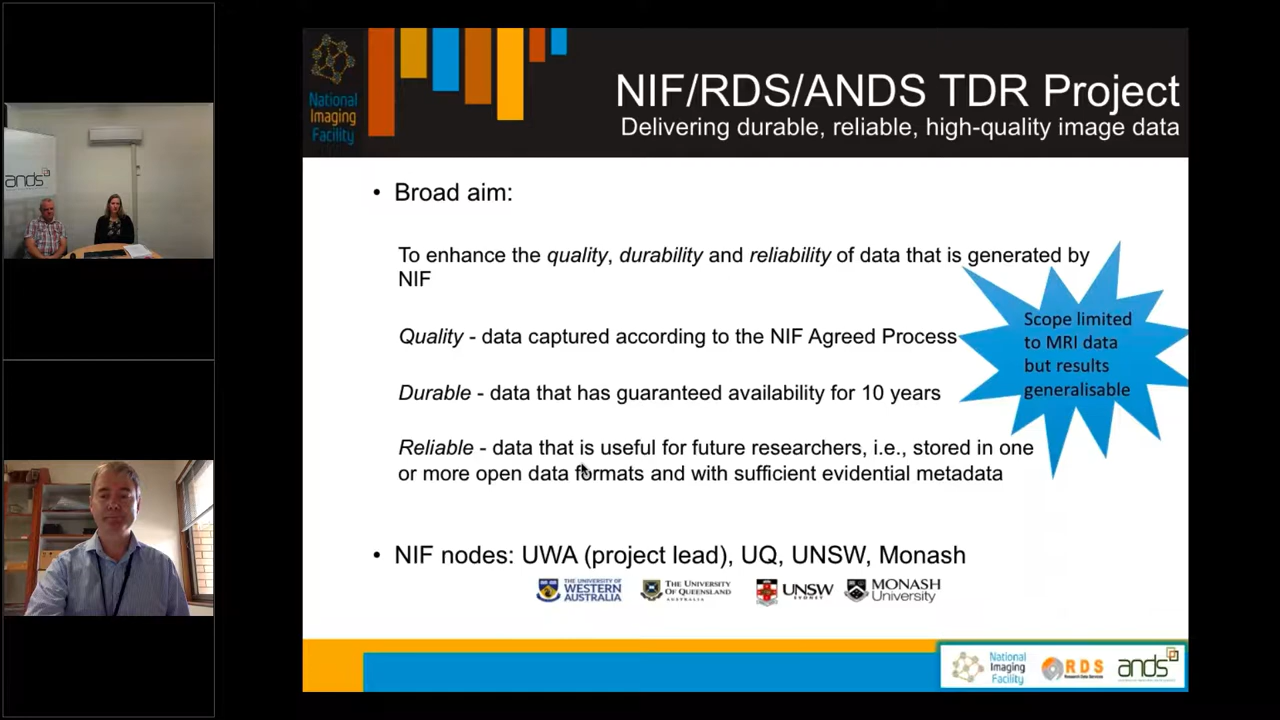 ands
National
Imaging
Facility
NIF/RDS/ANDS TDR Project
Delivering durable, reliable, high-quality image data
• Broad aim:
To enhance the quality, durability and reliability of data that is generated by
NIF
Quality - data captured according to the NIF Agreed Process
Durable - data that has guaranteed availability for 10 years
Reliable - data that is useful for future researchers, i.e., stored in one
or more open data formats and with sufficient evidential metadata
Scope limited
to MRI data
but results
generalisable
• NIF nodes: UWA (project lead), UQ, UNSW, Monash
THE UNIVERSITY OF
WESTERN
AUSTRALIA
THE UNIVERSITY
OF QUEENSLAND
AUSTRALIA
UNSW
SYDNEY
MONASH
University
National
Imaging
Facility
RDS
Research Data Services
ands